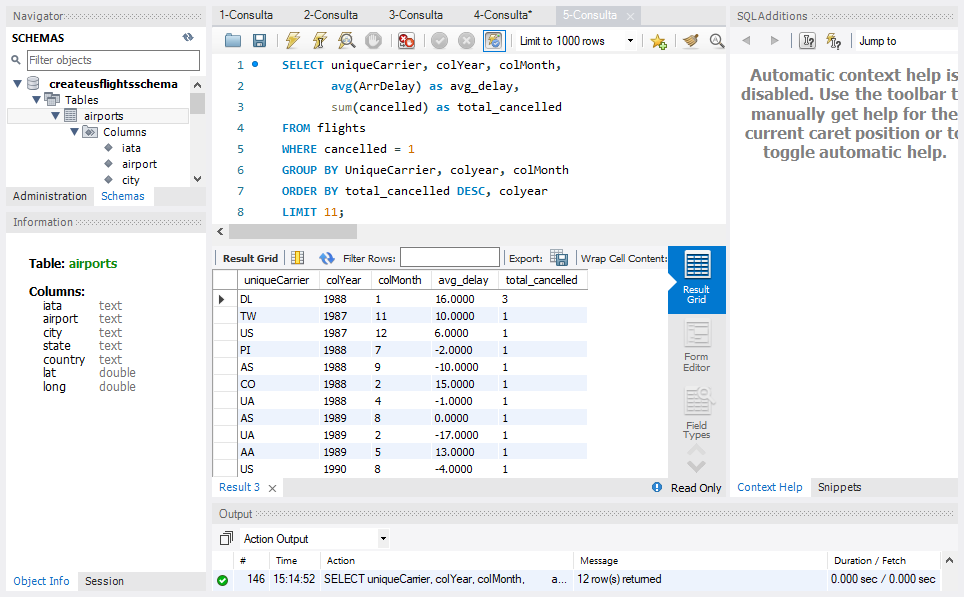 Navigator
SCHEMAS
Filter objects
createusflightsschema
Tables
airports
Columns
iata
airport
city
Administration Schemas
Information
Table: airports
Columns:
iata text
airport text
city text
state text
country text
lat double
long double
Object Info Session
1-Consulta 2-Consulta 3-Consulta 4-Consulta* 5-Consulta
Limit to 1000 rows
1 SELECT uniqueCarrier, colYear, colMonth,
2 avg(ArrDelay) as avg_delay,
3 sum(cancelled) as total_cancelled
4 FROM flights
5 WHERE cancelled = 1
6 GROUP BY UniqueCarrier, colyear, colMonth
7 ORDER BY total_cancelled DESC, colyear
8 LIMIT 11;
Result Grid Filter Rows: Export: Wrap Cell Content:
uniqueCarrier colYear colMonth avg_delay total_cancelled
DL 1988 1 16.0000 3
TW 1987 11 10.0000 1
US 1987 12 6.0000 1
PI 1988 7 -2.0000 1
AS 1988 9 -10.0000 1
CO 1988 2 15.0000 1
UA 1988 4 -1.0000 1
AS 1989 8 0.0000 1
UA 1989 2 -17.0000 1
AA 1989 5 13.0000 1
US 1990 8 -4.0000 1
Result
Grid
Form
Editor
Field
Types
Result 3 Read Only
SQLAdditions
Jump to
Automatic context help is
disabled. Use the toolbar t
manually get help for the
current caret position or to
toggle automatic help.
Context Help Snippets
Output
Action Output
# Time Action Message Duration / Fetch
146 15:14:52 SELECT uniqueCarrier, colYear, colMonth, a... 12 row(s) returned 0.000 sec / 0.000 sec